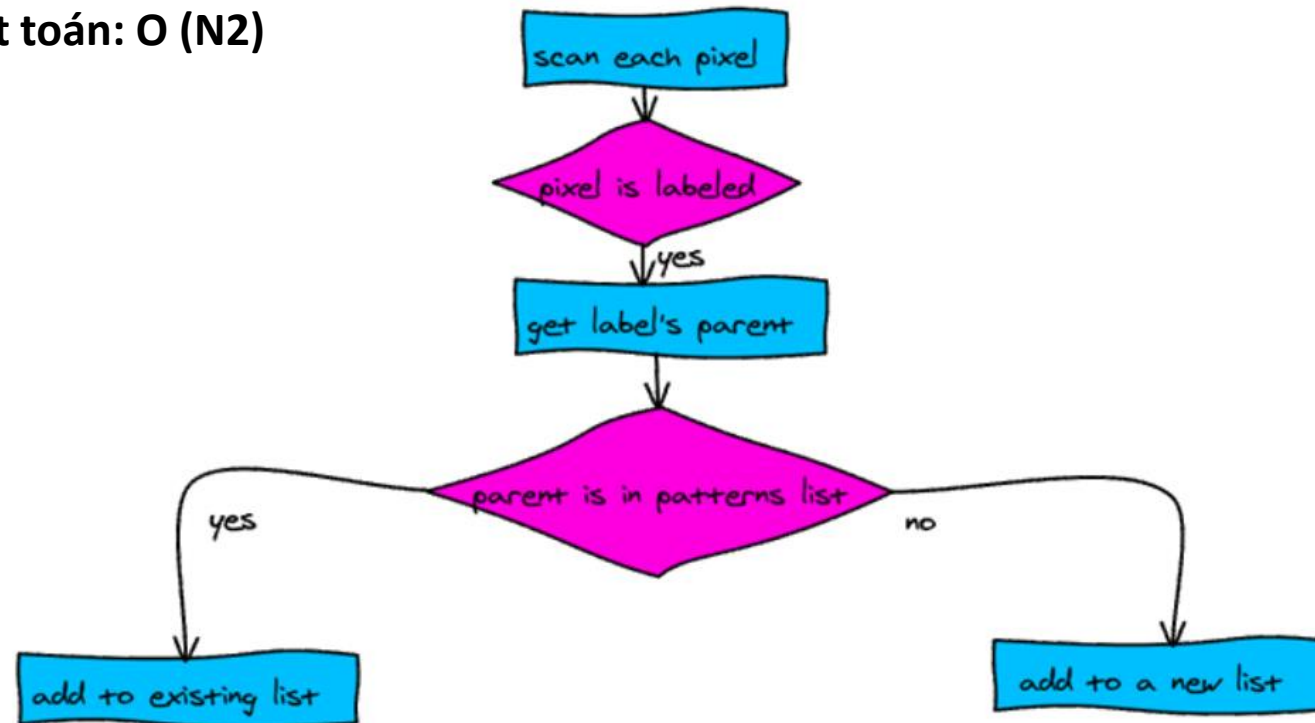 t toán: O (N2)
scan each pixel
pixel is labeled
yes
get label's parent
parent is in patterns list
yes
no
add to existing list
add to a new list